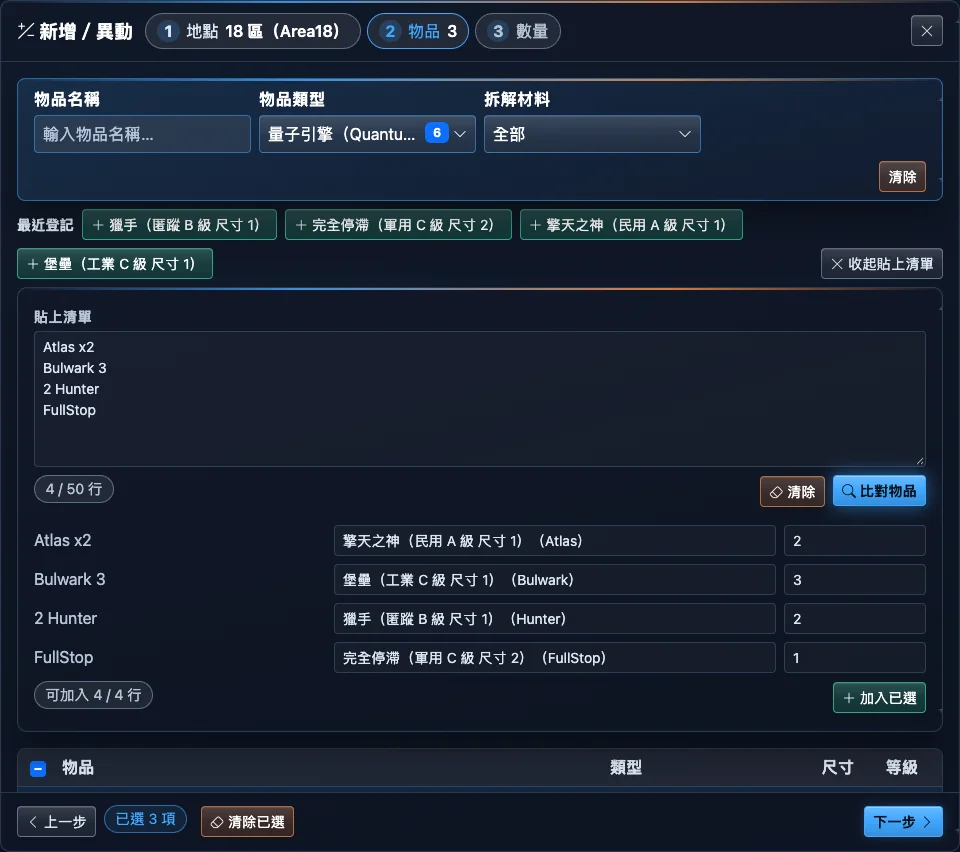 新增 / 異動
1 地點 18 區（Area18）
2 物品 3
3 數量
物品名稱
物品類型
拆解材料
輸入物品名稱...
量子引擎（Quantu... 6
全部
清除
最近登記
獵手（匿蹤 B 級 尺寸 1）
完全停滯（軍用 C 級 尺寸 2）
擎天之神（民用 A 級 尺寸 1）
堡壘（工業 C 級 尺寸 1）
收起貼上清單
貼上清單
Atlas x2
Bulwark 3
2 Hunter
FullStop
4 / 50 行
清除
比對物品
Atlas x2
擎天之神（民用 A 級 尺寸 1）（Atlas）
2
Bulwark 3
堡壘（工業 C 級 尺寸 1）（Bulwark）
3
2 Hunter
獵手（匿蹤 B 級 尺寸 1）（Hunter）
2
FullStop
完全停滯（軍用 C 級 尺寸 2）（FullStop）
1
可加入 4 / 4 行
加入已選
物品
類型
尺寸
等級
上一步
已選 3 項
清除已選
下一步